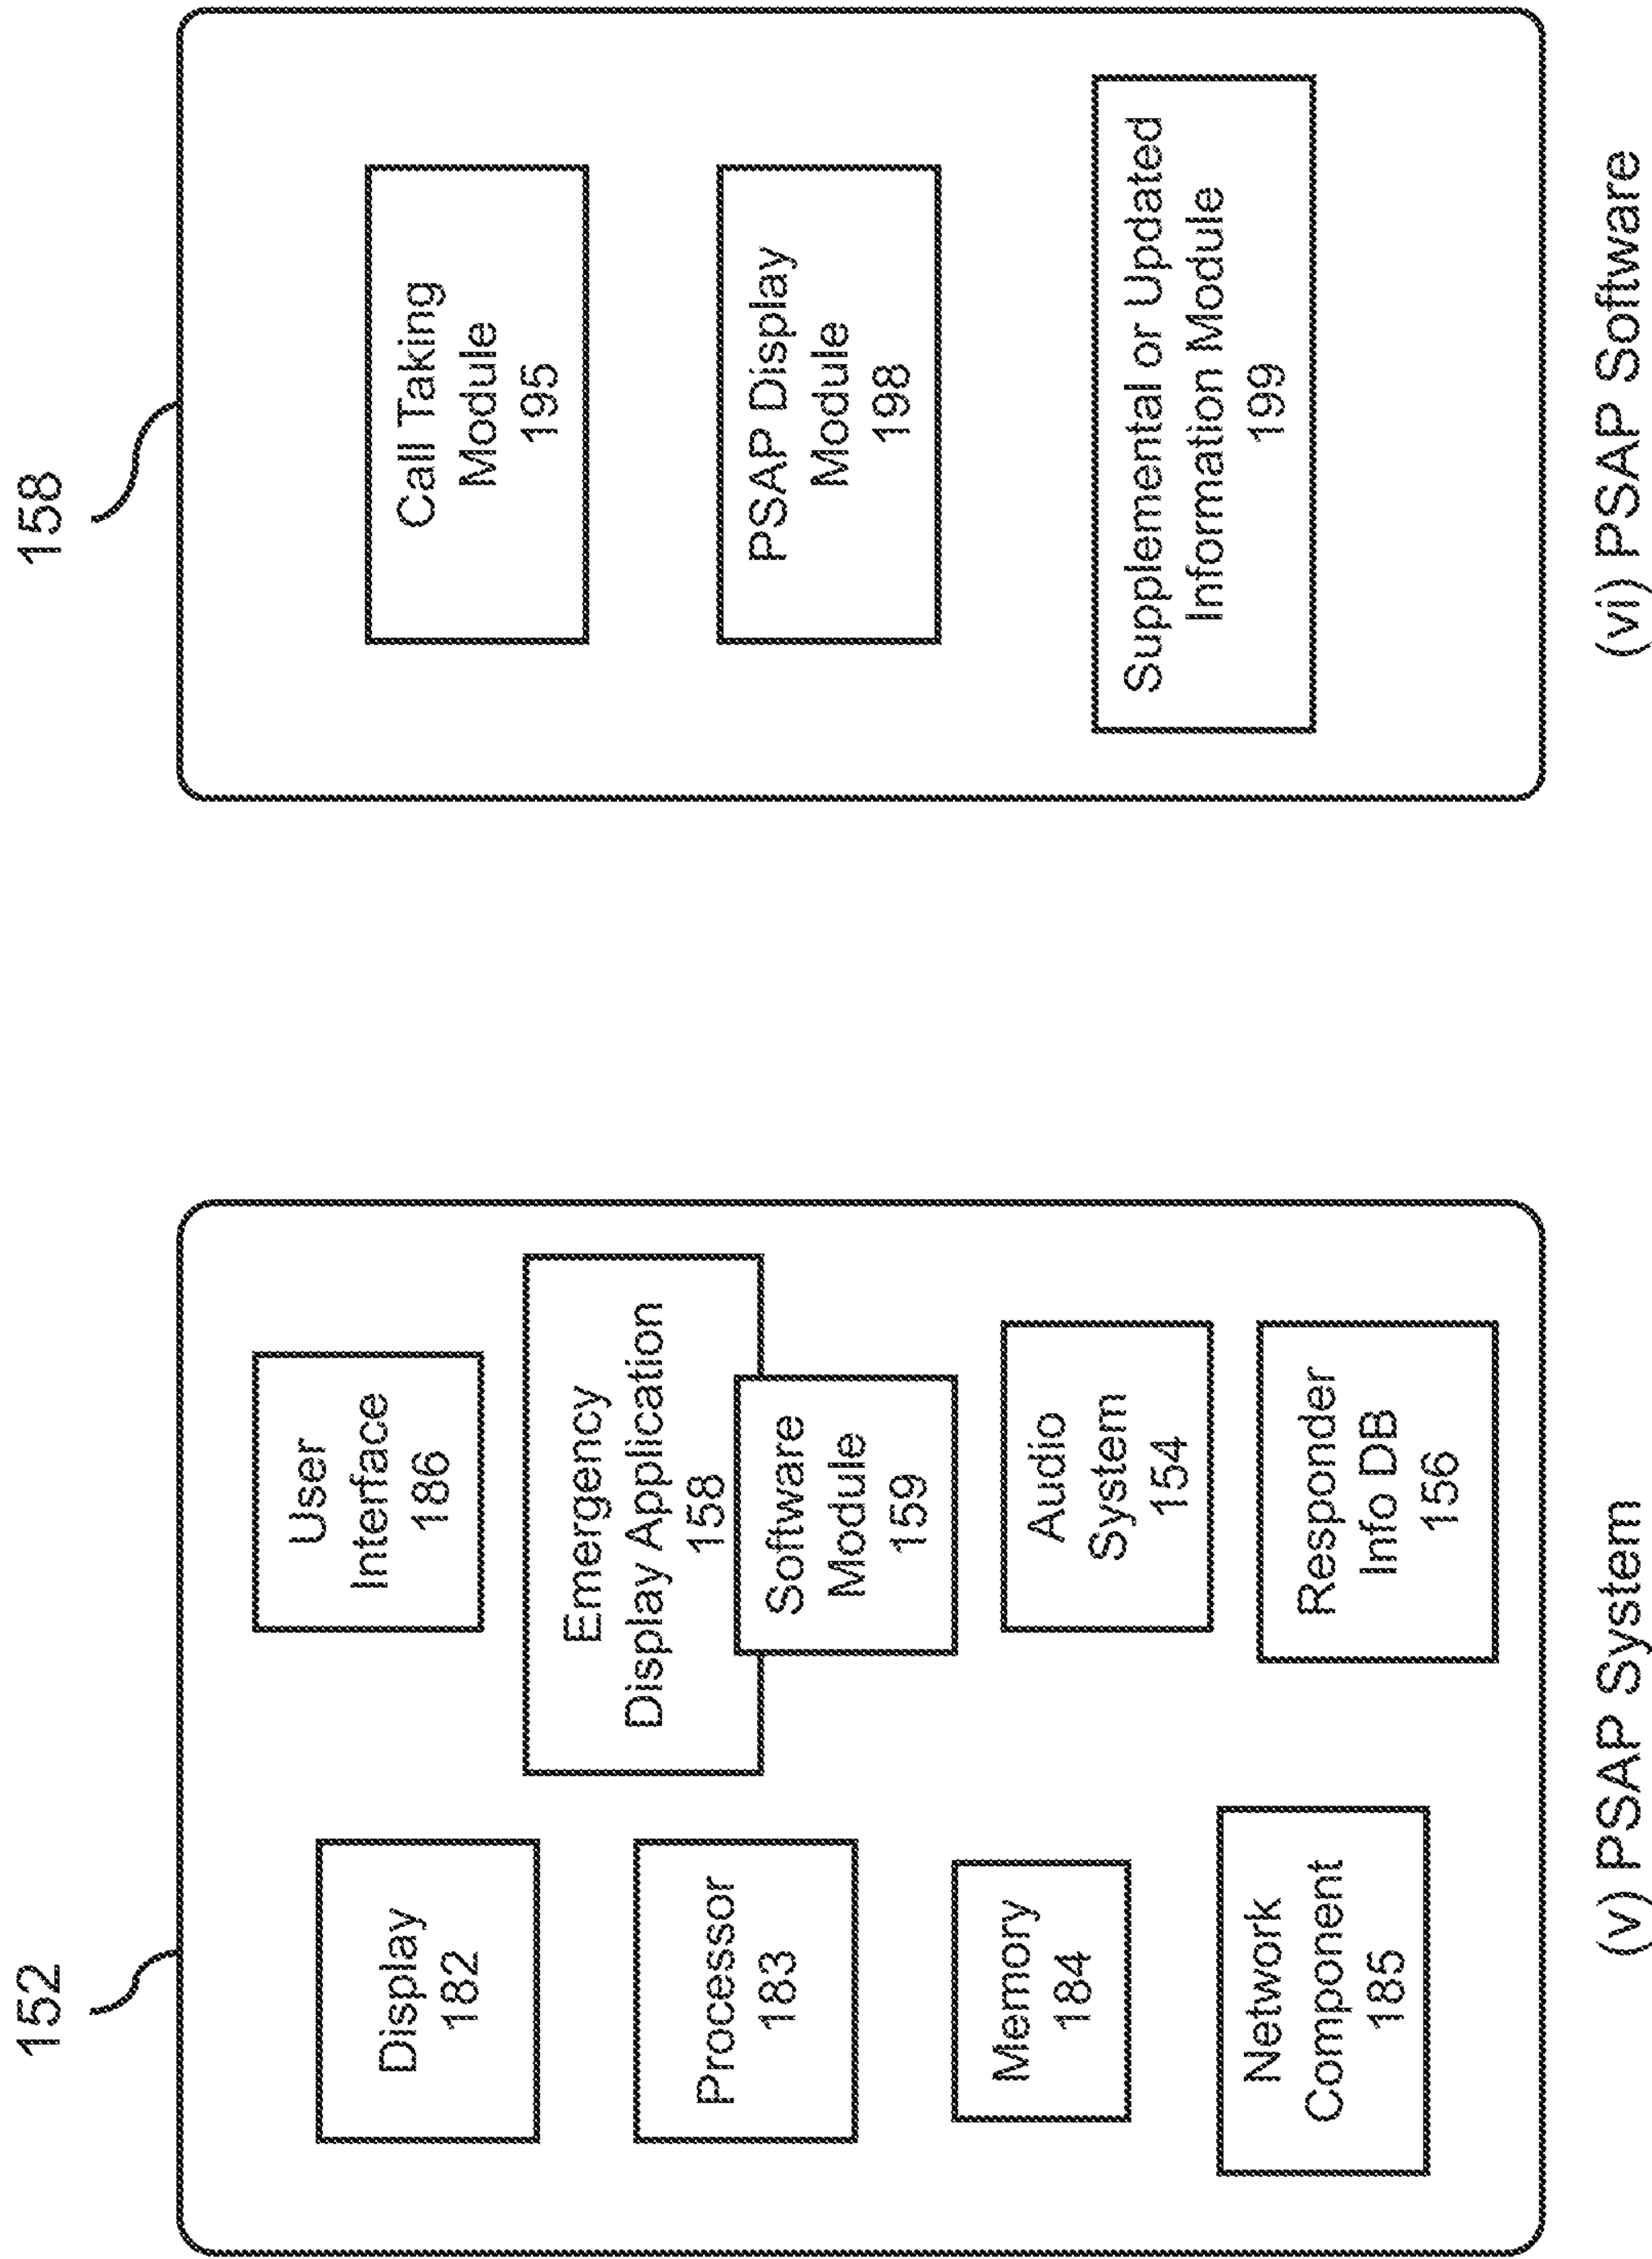 152
Display
182
Processor
183
Memory
184
Network
Component
185
User
Interface
186
Emergency
Display Application
158
Software
Module
159
Audio
System
154
Responder
Info DB
156
(v) PSAP System
158
Call Taking
Module
195
PSAP Display
Module
198
Supplemental or Updated
Information Module
199
(vi) PSAP Software